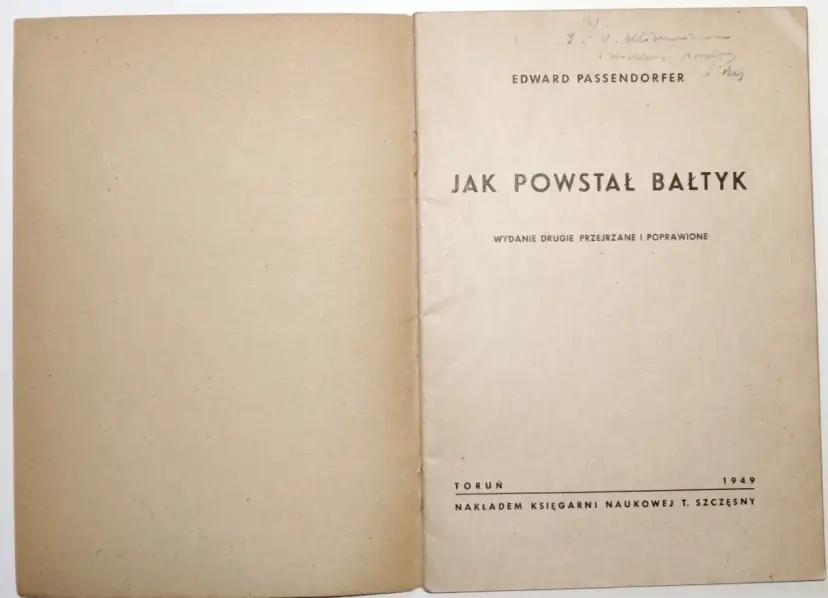 EDWARD PASSENDORFER
JAK POWSTAŁ BAŁTYK
WYDANIE DRUGIE PRZEJRZANE I POPRAWIONE
TORUŃ 1949
NAKŁADEM KSIĘGARNI NAUKOWEJ T. SZCZĘSNY